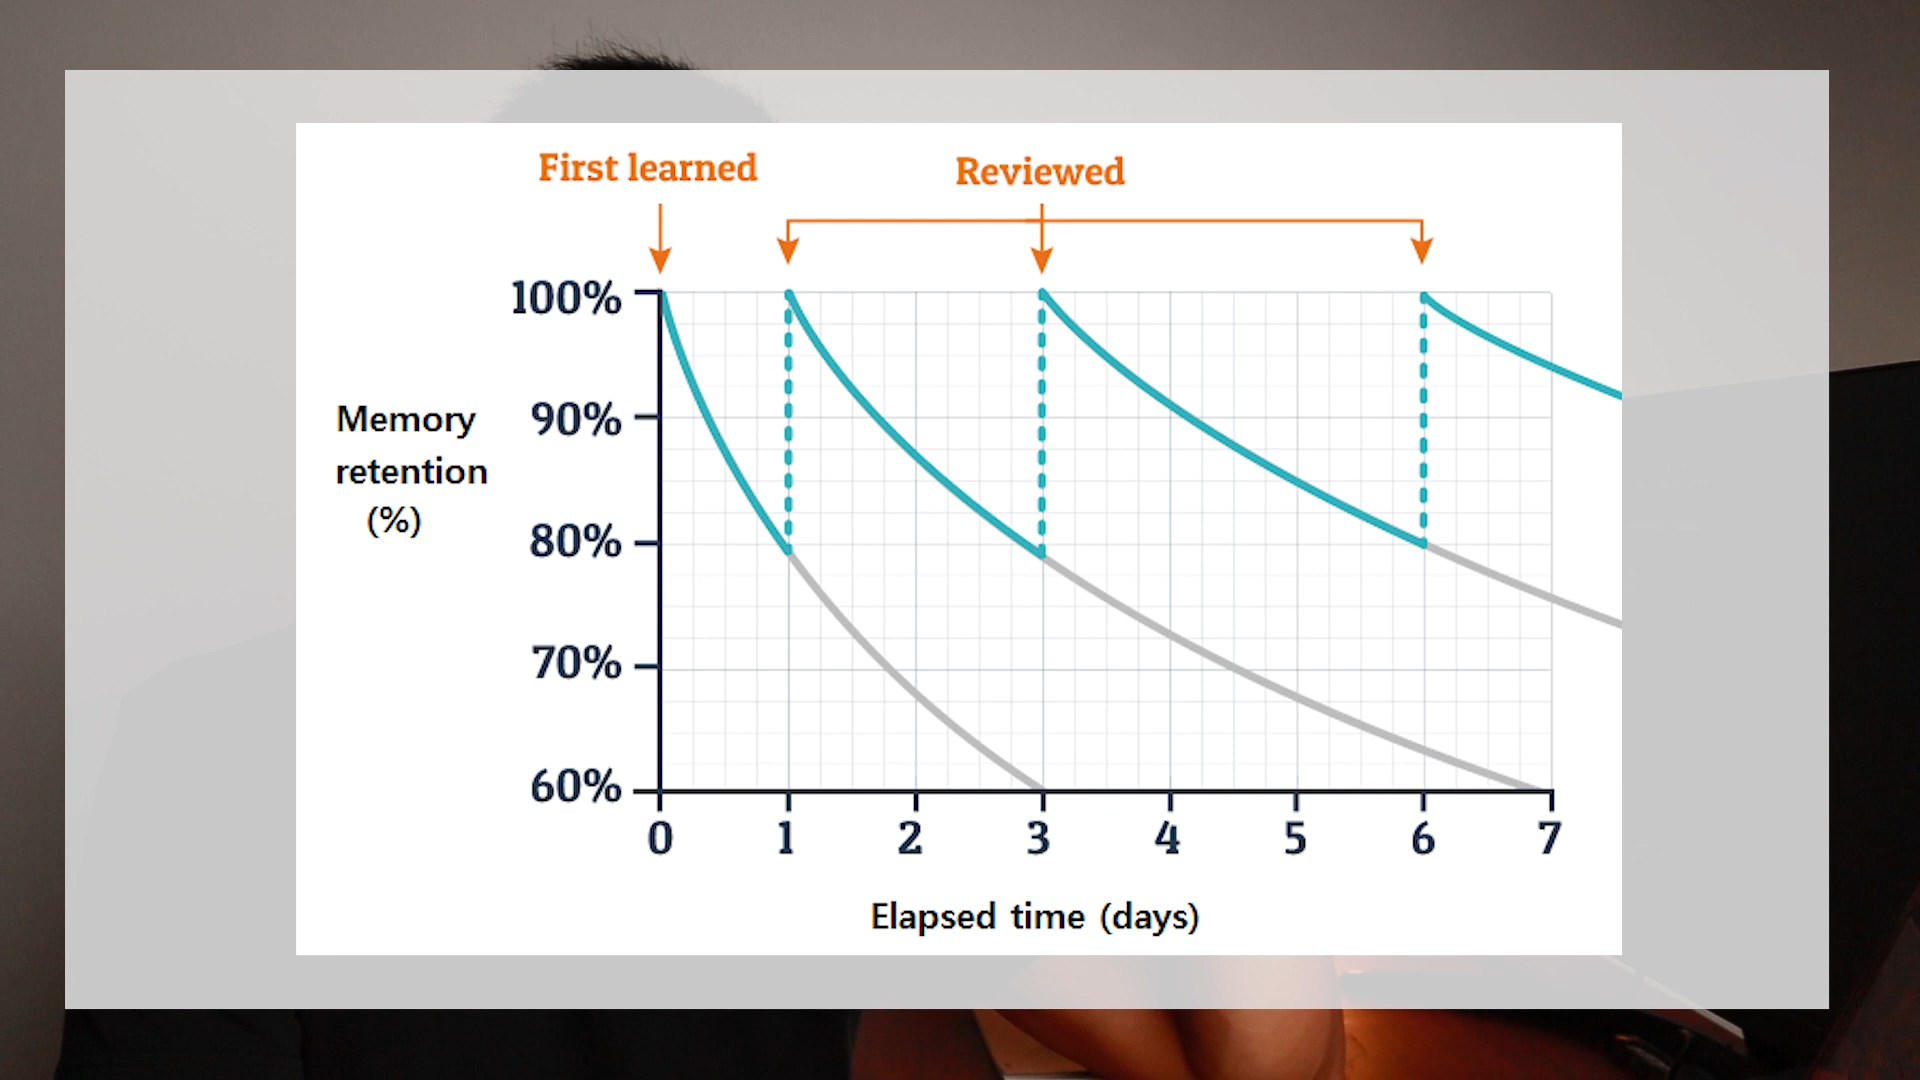 First learned
Reviewed
100%
90%
80%
70%
60%
Memory
retention
(%)
0 1 2 3 4 5 6 7
Elapsed time (days)